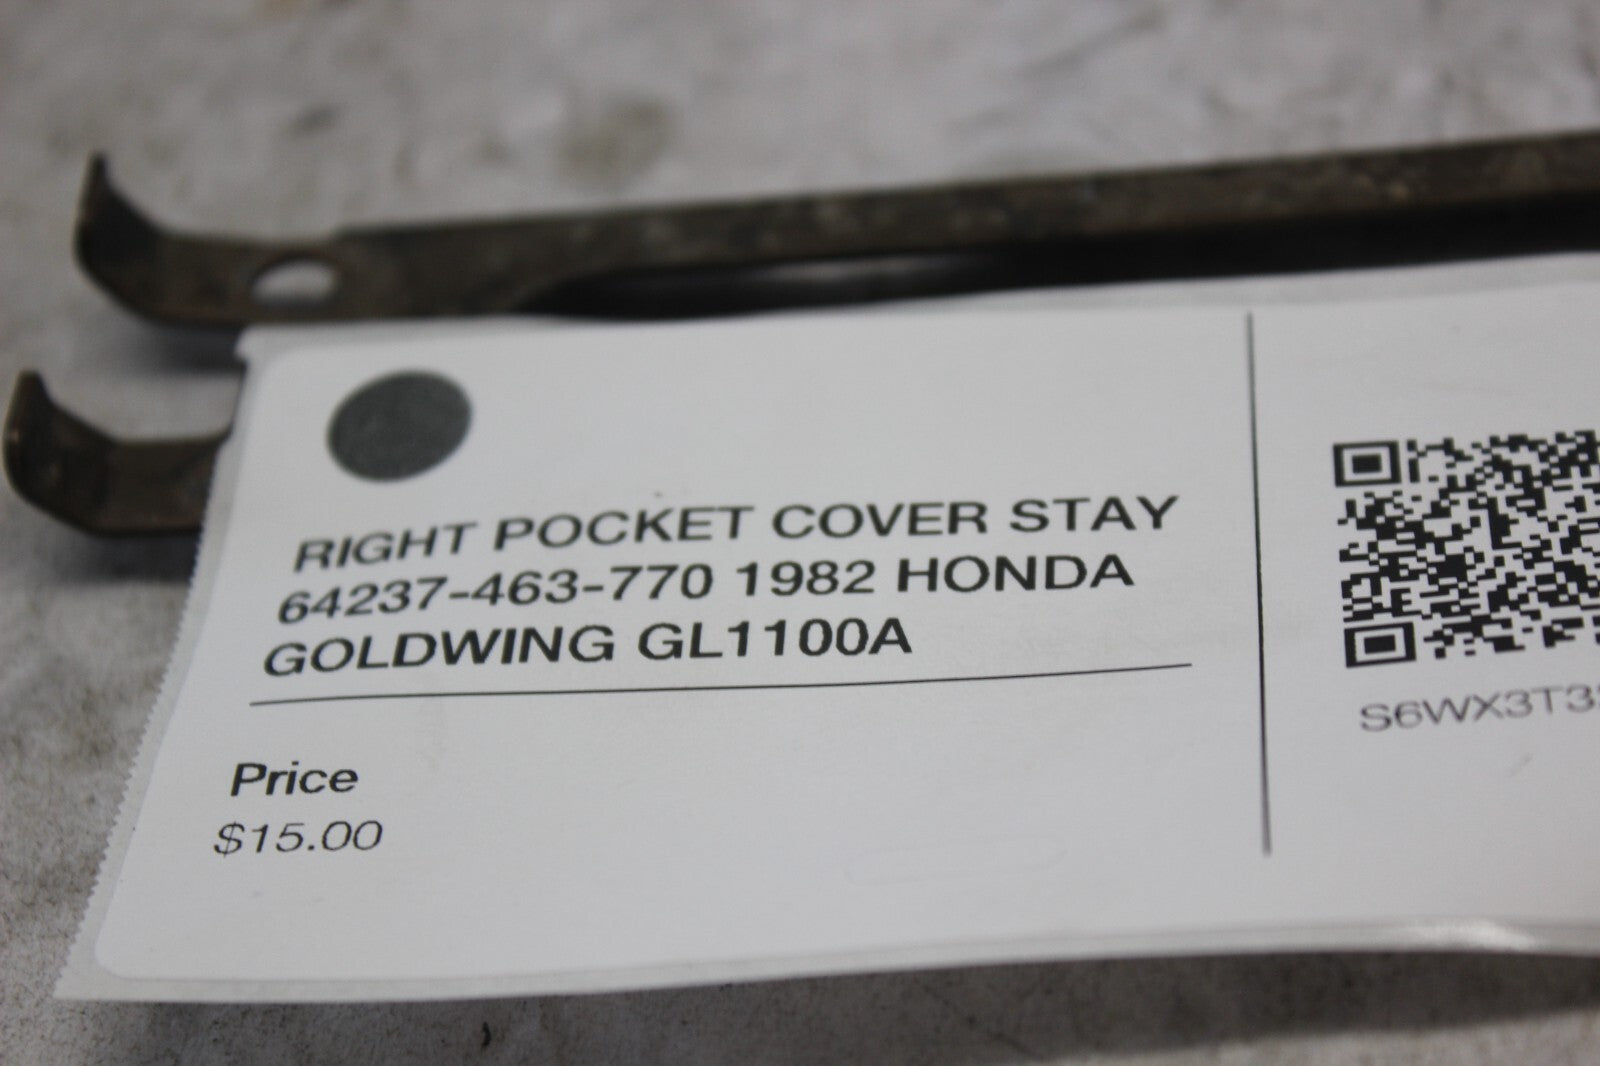 RIGHT POCKET COVER STAY
64237-463-770 1982 HONDA
GOLDWING GL1100A
Price
$15.00